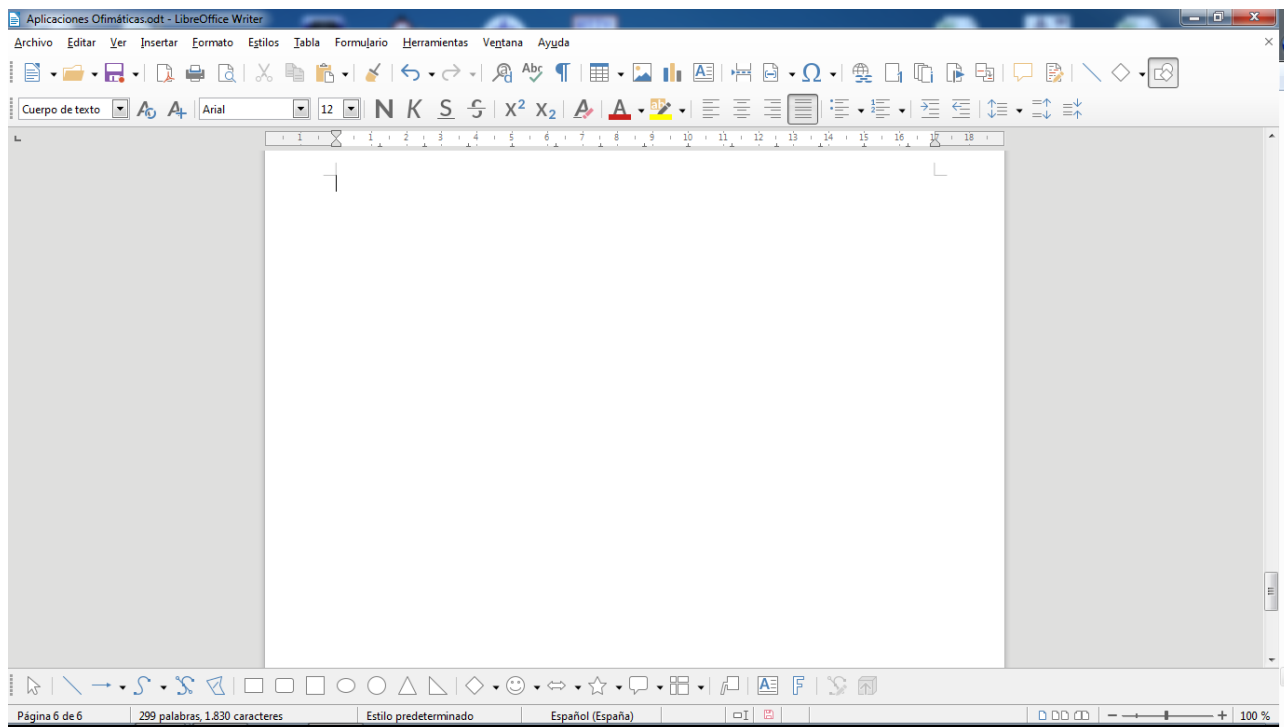 Aplicaciones Ofimáticas.odt - LibreOffice Writer
Archivo Editar Ver Insertar Formato Estilos Tabla Formulario Herramientas Ventana Ayuda
Abc
Cuerpo de texto Arial 12 N K S S X² X₂ A A
1 1 2 3 4 5 6 7 8 9 10 11 12 13 14 15 16 17 18
Página 6 de 6 299 palabras, 1.830 caracteres Estilo predeterminado Español (España) 100 %